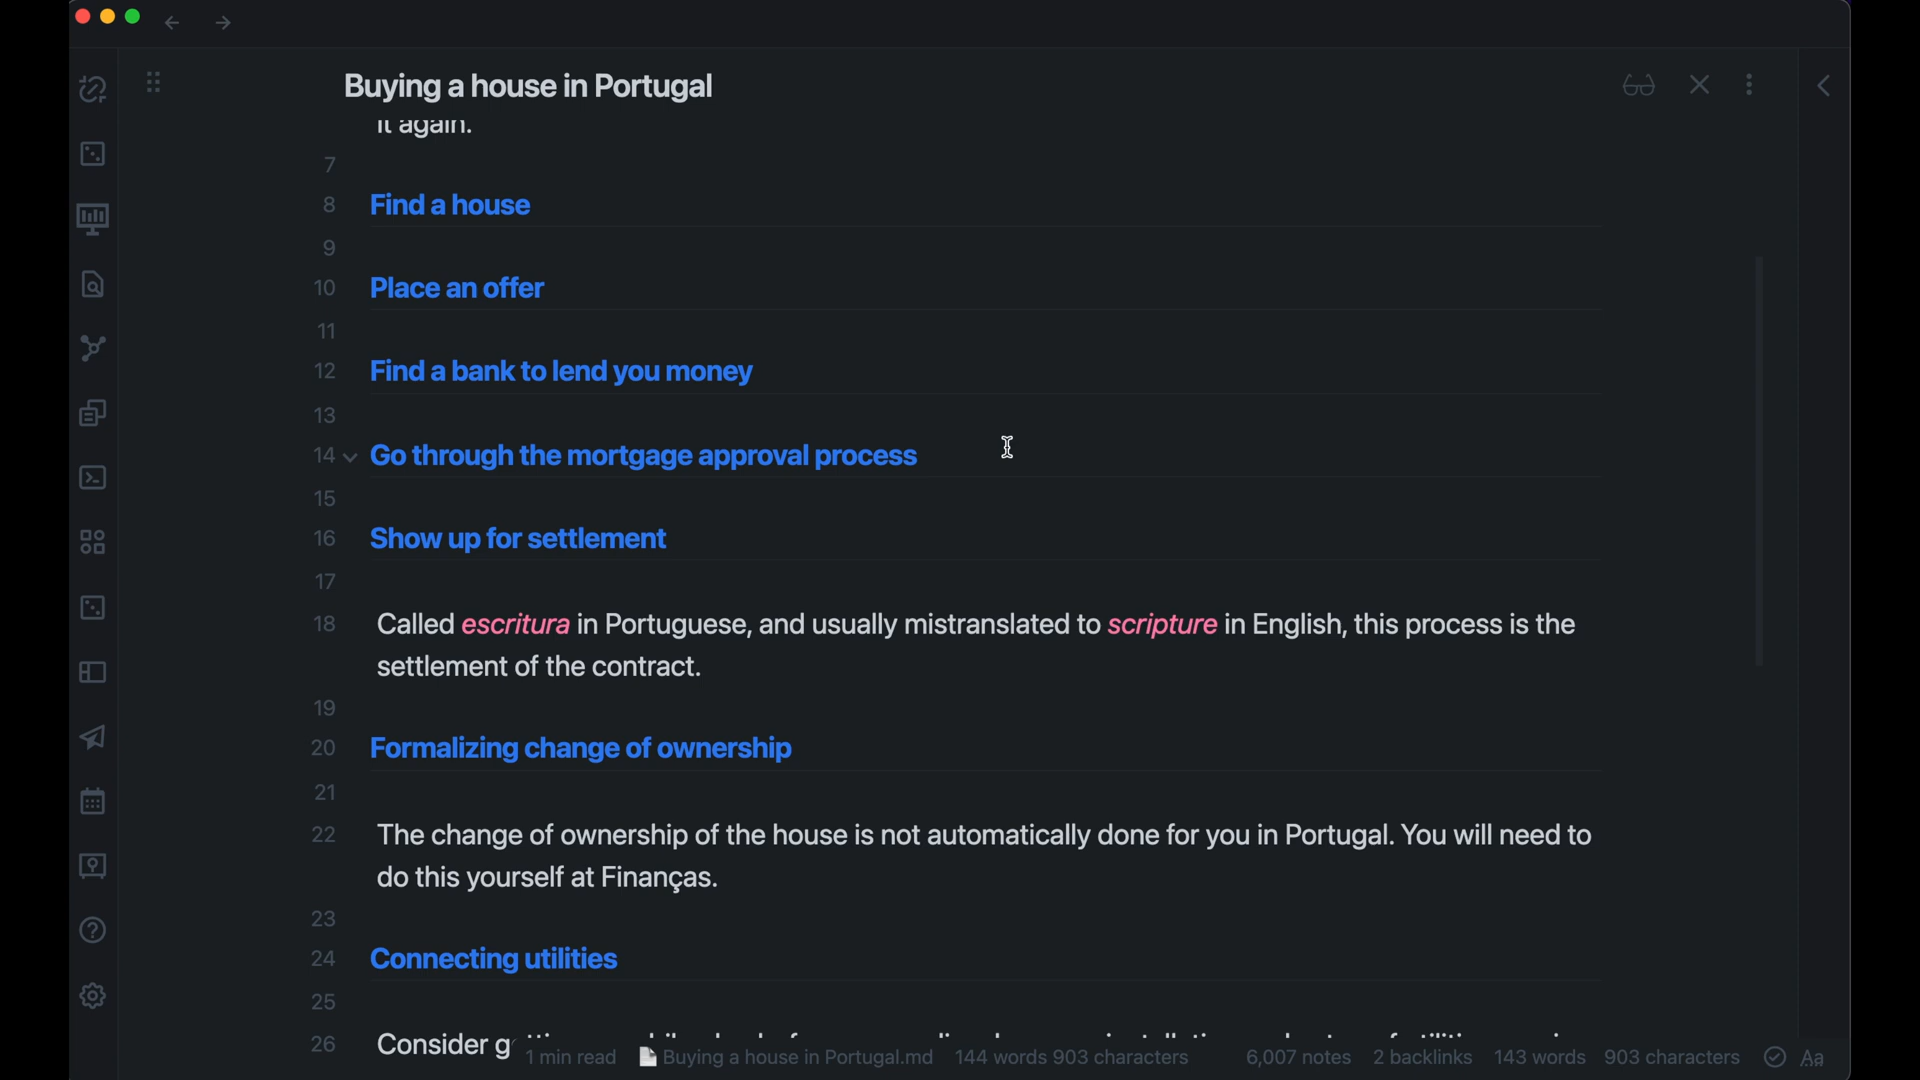 Buying a house in Portugal
it again.
7
8 Find a house
9
10 Place an offer
11
12 Find a bank to lend you money
13
14 Go through the mortgage approval process
15
16 Show up for settlement
17
18 Called escritura in Portuguese, and usually mistranslated to scripture in English, this process is the
settlement of the contract.
19
20 Formalizing change of ownership
21
22 The change of ownership of the house is not automatically done for you in Portugal. You will need to
do this yourself at Finanças.
23
24 Connecting utilities
25
26 Consider
1 min read Buying a house in Portugal.md 144 words 903 characters 6,007 notes 2 backlinks 143 words 903 characters Aa